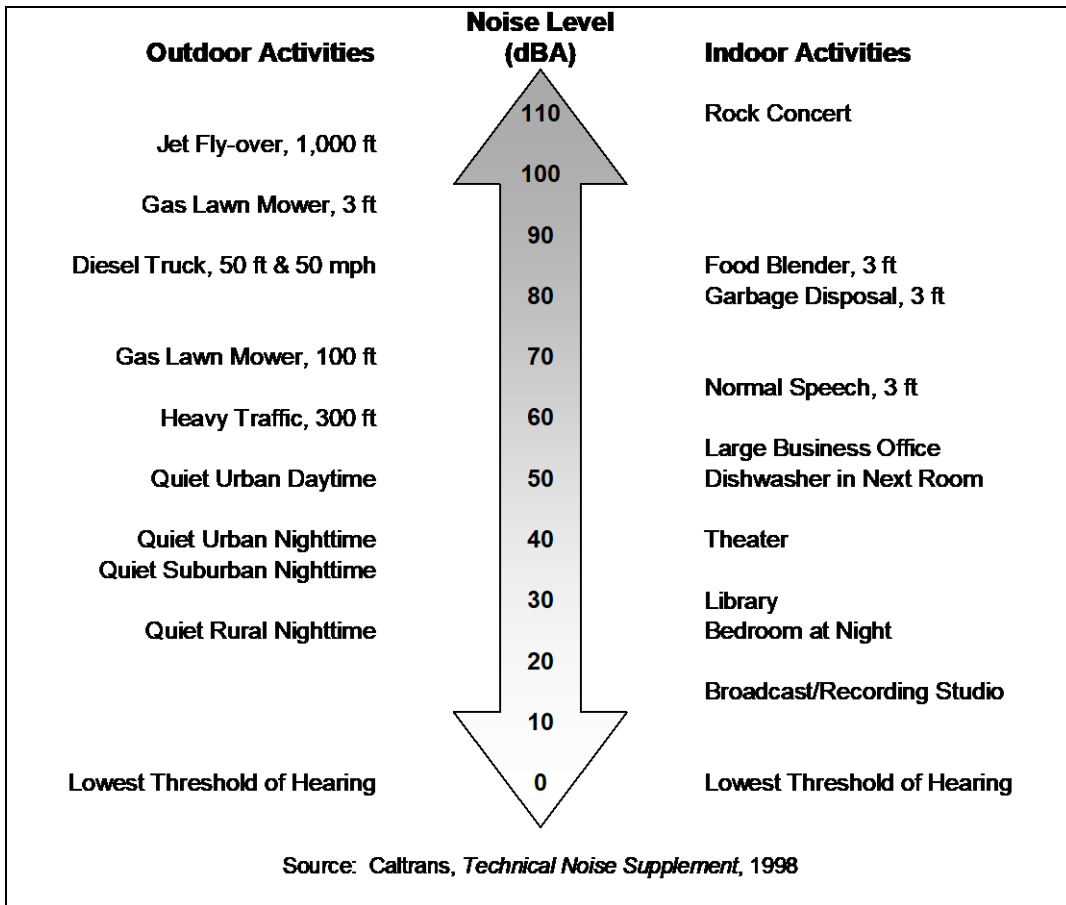 Noise Level
Outdoor Activities (dBA) Indoor Activities
110 Rock Concert
Jet Fly-over, 1,000 ft
100
Gas Lawn Mower, 3 ft
90
Diesel Truck, 50 ft & 50 mph Food Blender, 3 ft
80 Garbage Disposal, 3 ft
Gas Lawn Mower, 100 ft 70
Normal Speech, 3 ft
Heavy Traffic, 300 ft 60
Large Business Office
Quiet Urban Daytime 50 Dishwasher in Next Room
Quiet Urban Nighttime 40 Theater
Quiet Suburban Nighttime
30 Library
Quiet Rural Nighttime Bedroom at Night
20
Broadcast/Recording Studio
10
Lowest Threshold of Hearing 0 Lowest Threshold of Hearing
Source: Caltrans, Technical Noise Supplement, 1998